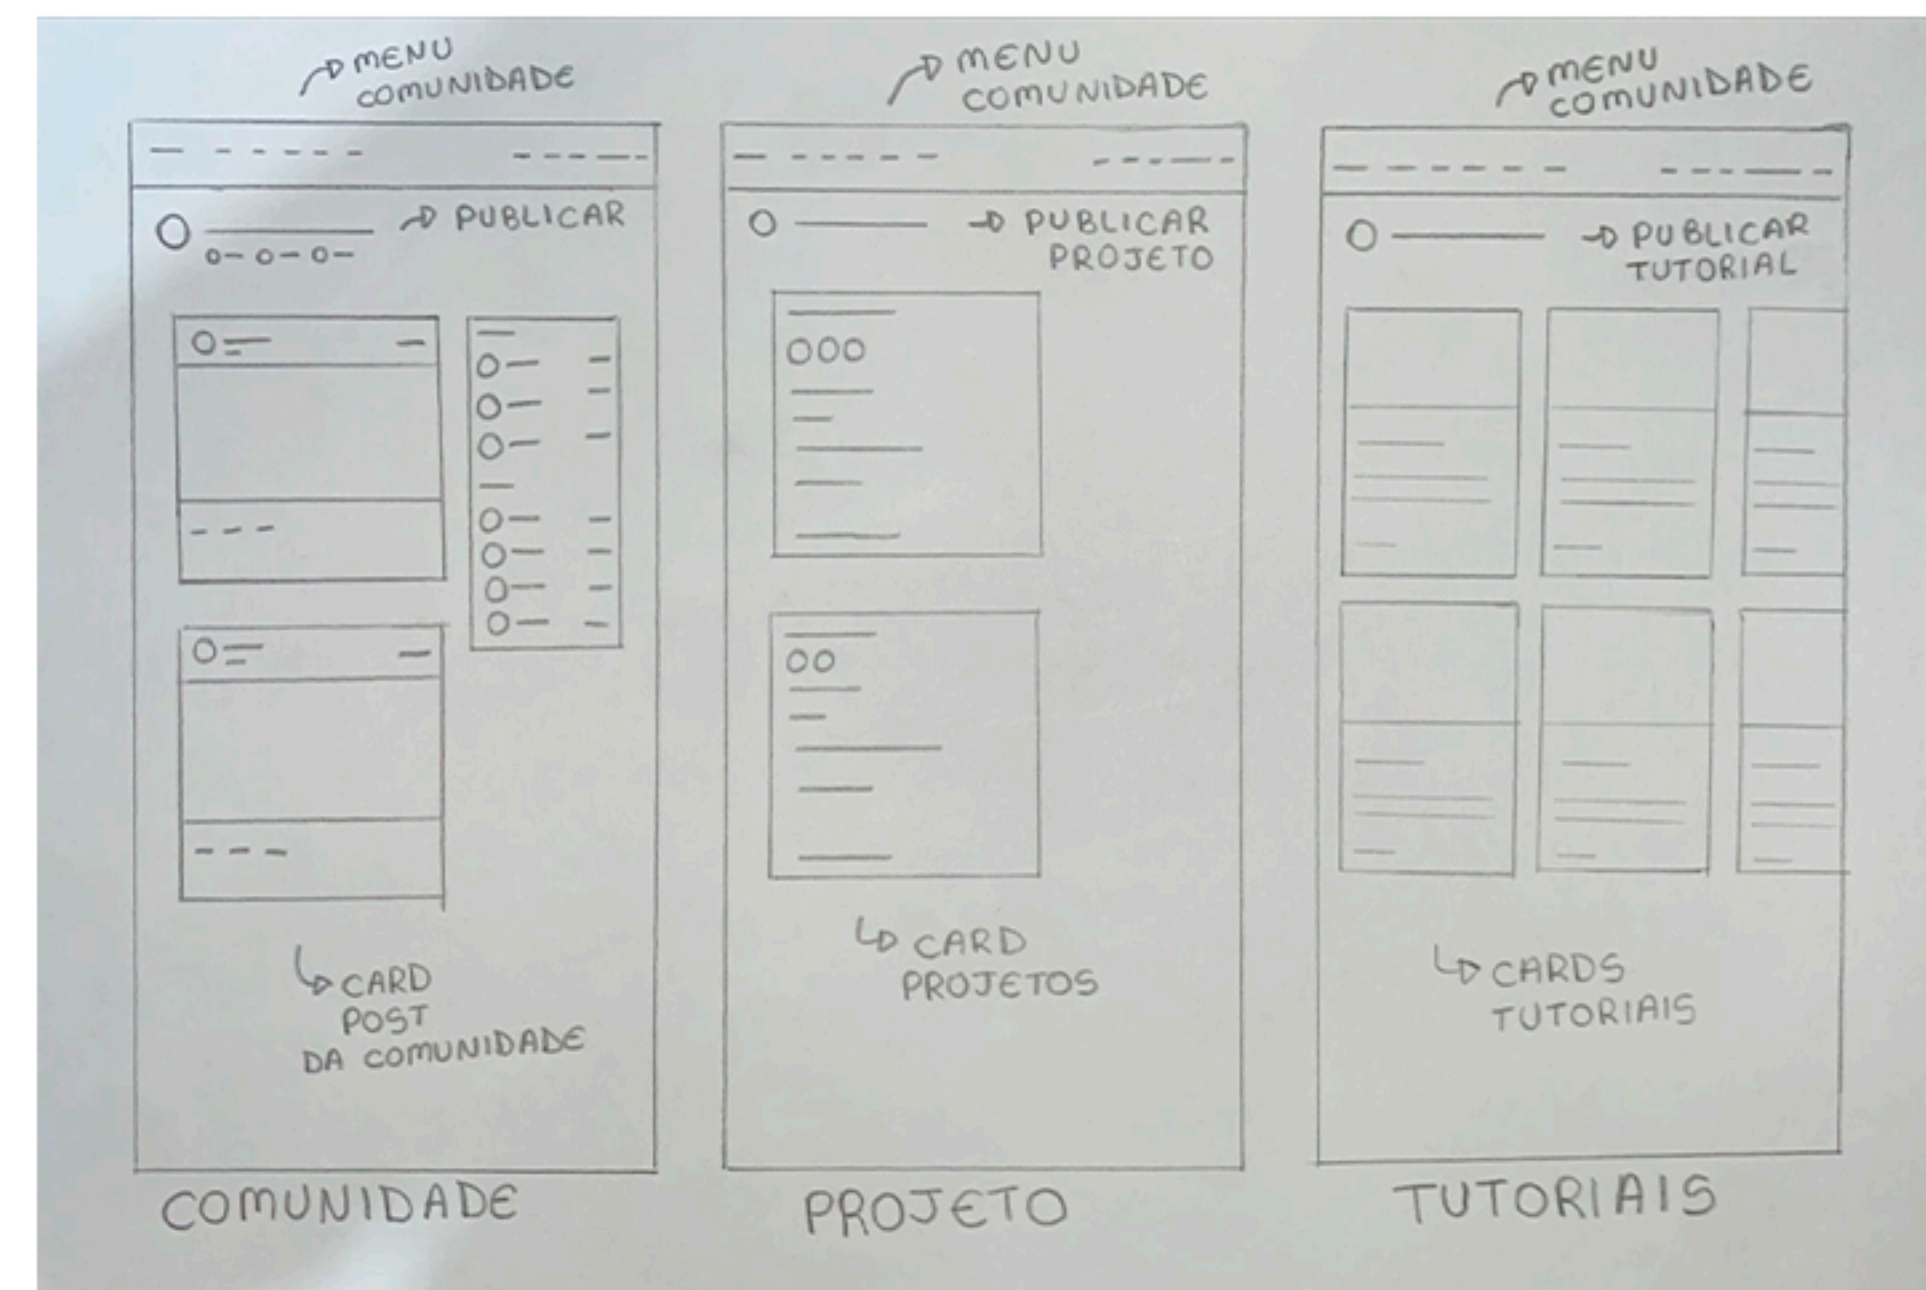 MENU
COMUNIDADE
PUBLICAR
CARD
POST
DA COMUNIDADE
COMUNIDADE
MENU
COMUNIDADE
PUBLICAR
PROJETO
CARD
PROJETOS
PROJETO
MENU
COMUNIDADE
PUBLICAR
TUTORIAL
CARDS
TUTORIAIS
TUTORIAIS